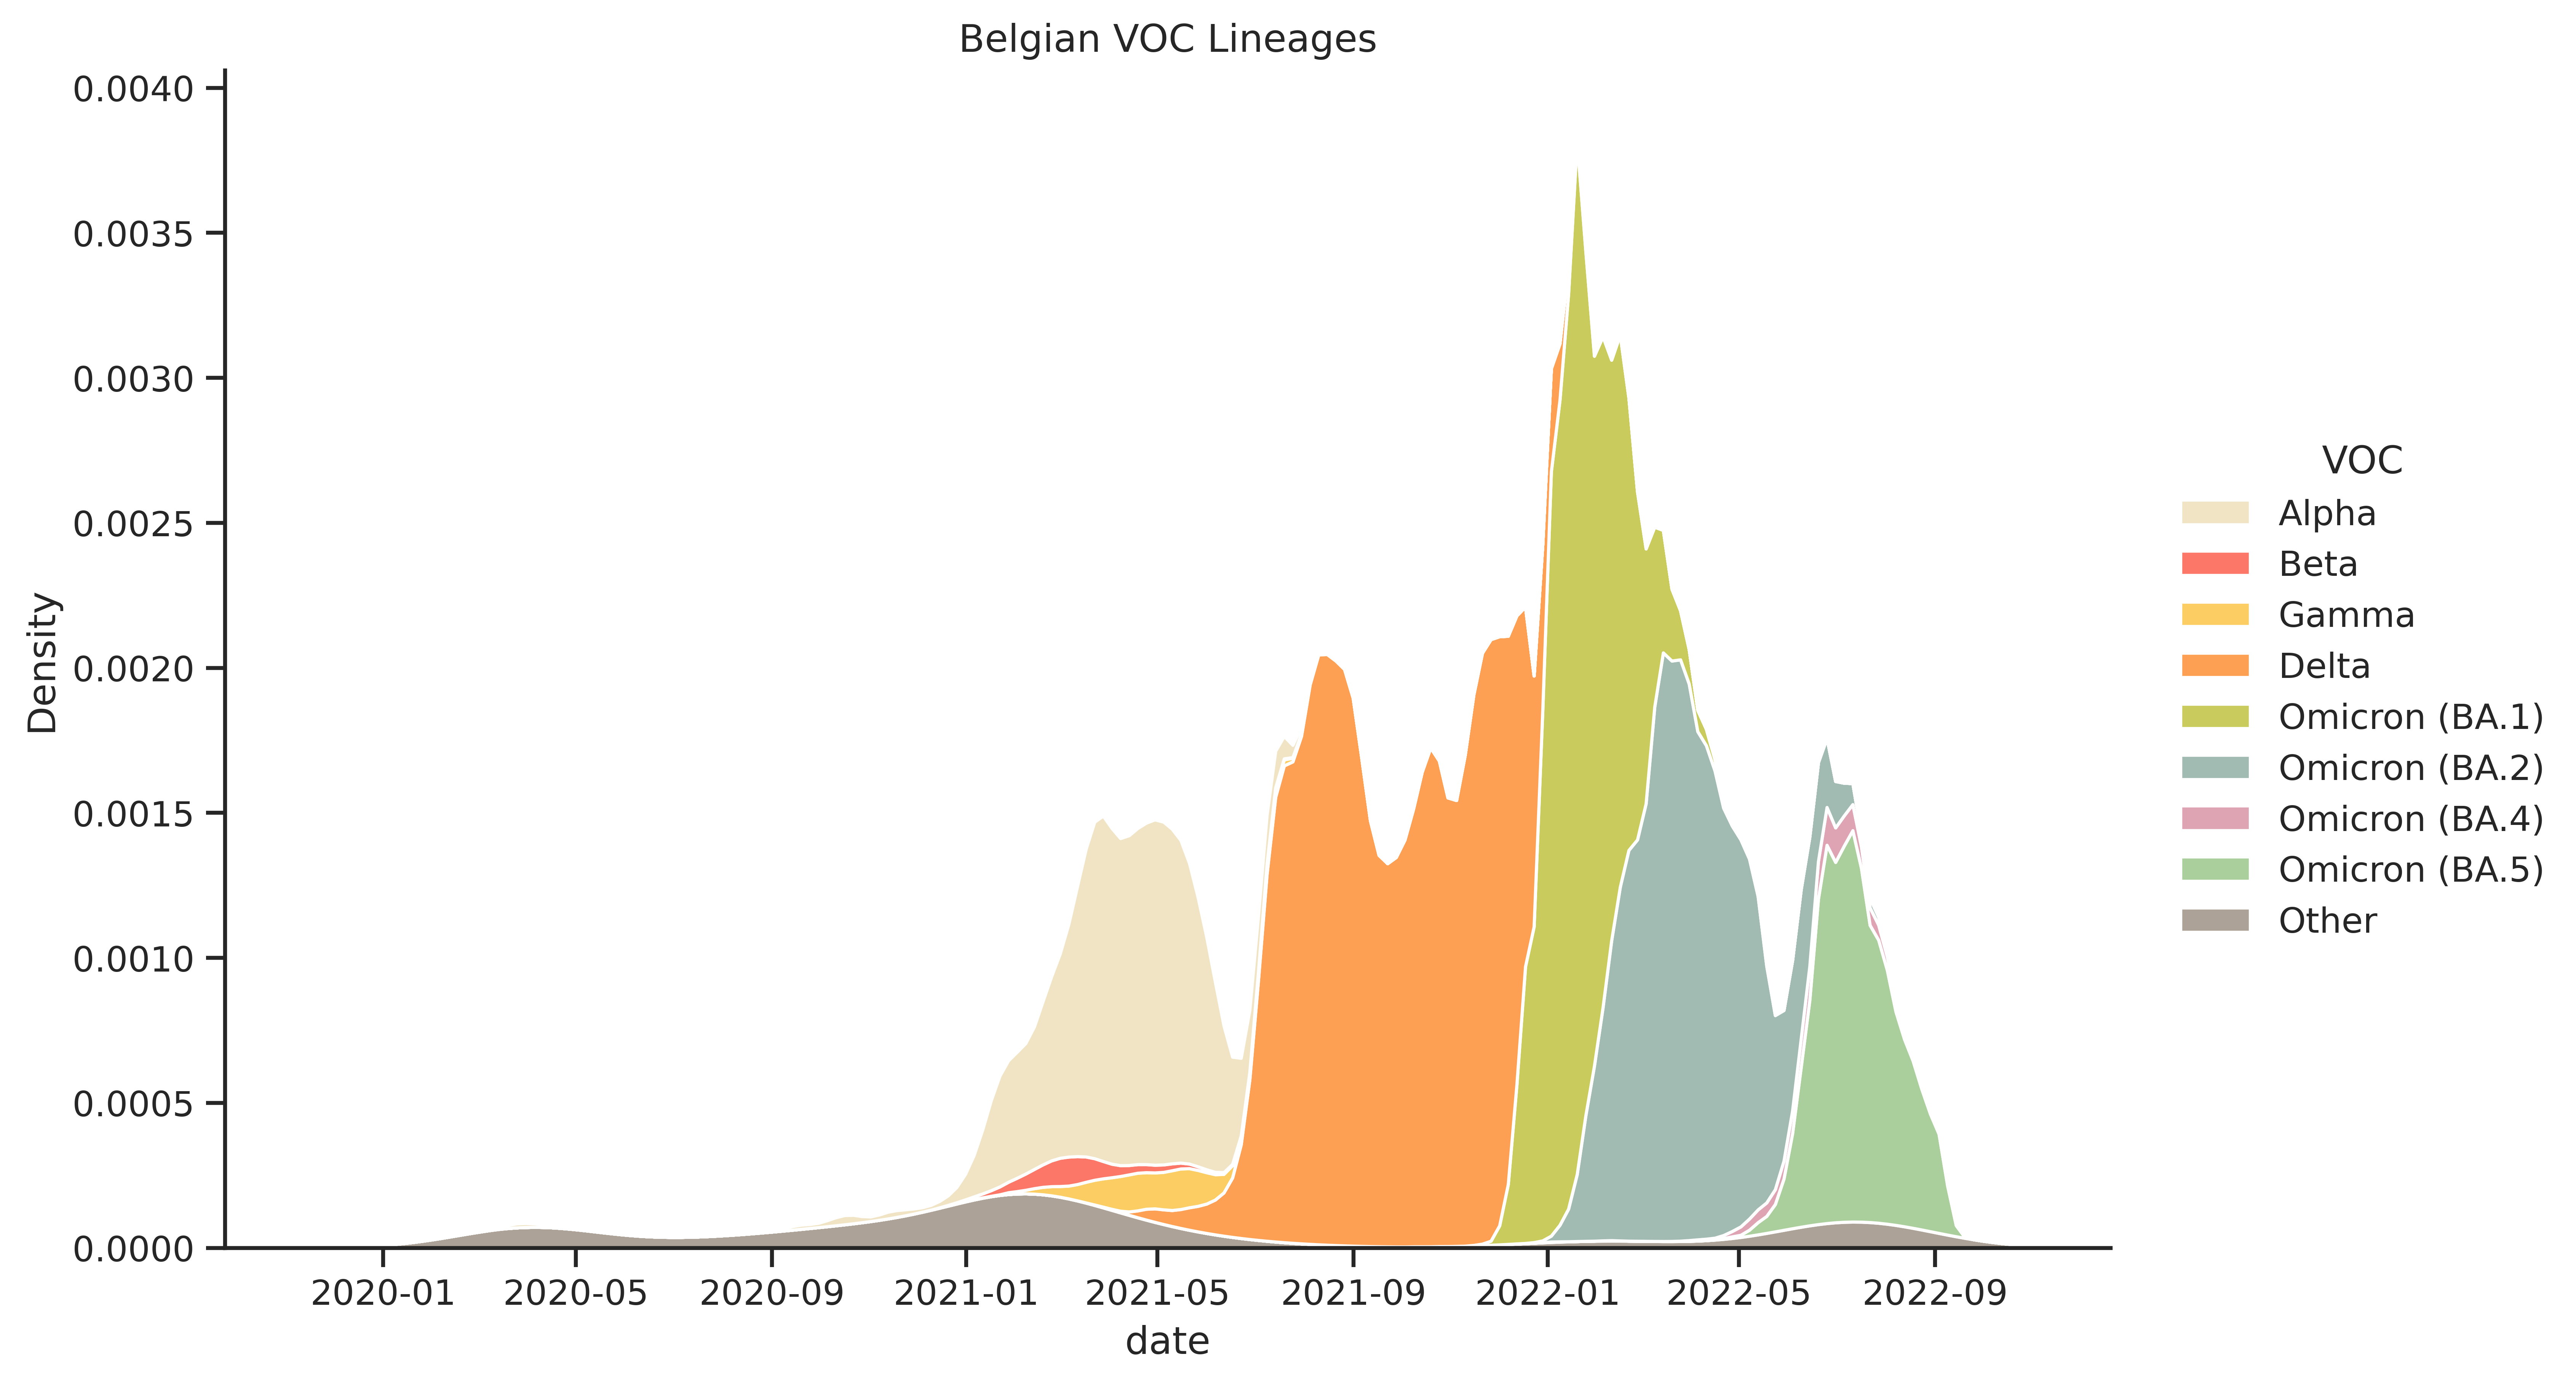 Belgian VOC Lineages
0.0040
0.0035
0.0030
0.0025
0.0020
0.0015
0.0010
0.0005
0.0000
Density
2020-01 2020-05 2020-09 2021-01 2021-05 2021-09 2022-01 2022-05 2022-09
date
VOC
Alpha
Beta
Gamma
Delta
Omicron (BA.1)
Omicron (BA.2)
Omicron (BA.4)
Omicron (BA.5)
Other